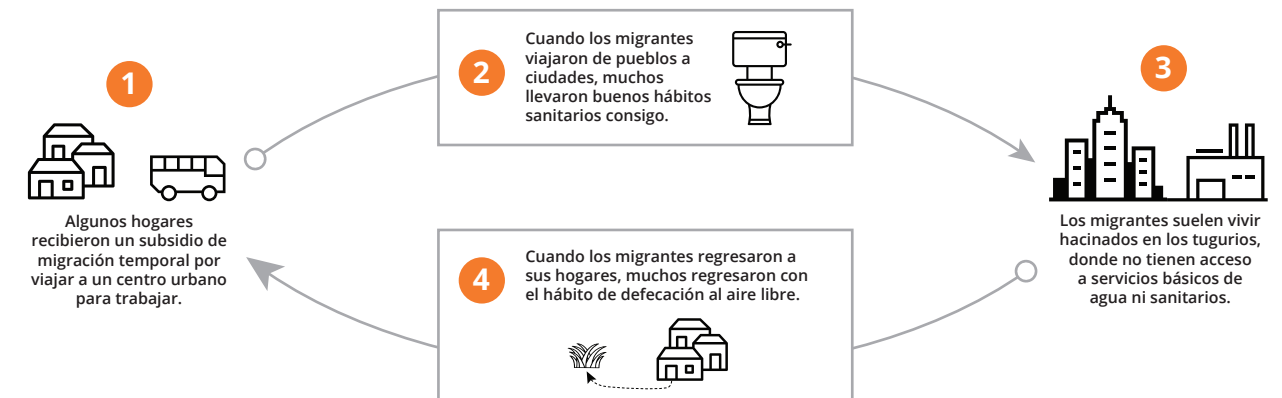 1
Algunos hogares
recibieron un subsidio de
migración temporal por
viajar a un centro urbano
para trabajar.
2
Cuando los migrantes
viajaron de pueblos a
ciudades, muchos
llevaron buenos hábitos
sanitarios consigo.
3
Los migrantes suelen vivir
hacinados en los tugurios,
donde no tienen acceso
a servicios básicos de
agua ni sanitarios.
4
Cuando los migrantes regresaron a
sus hogares, muchos regresaron con
el hábito de defecación al aire libre.